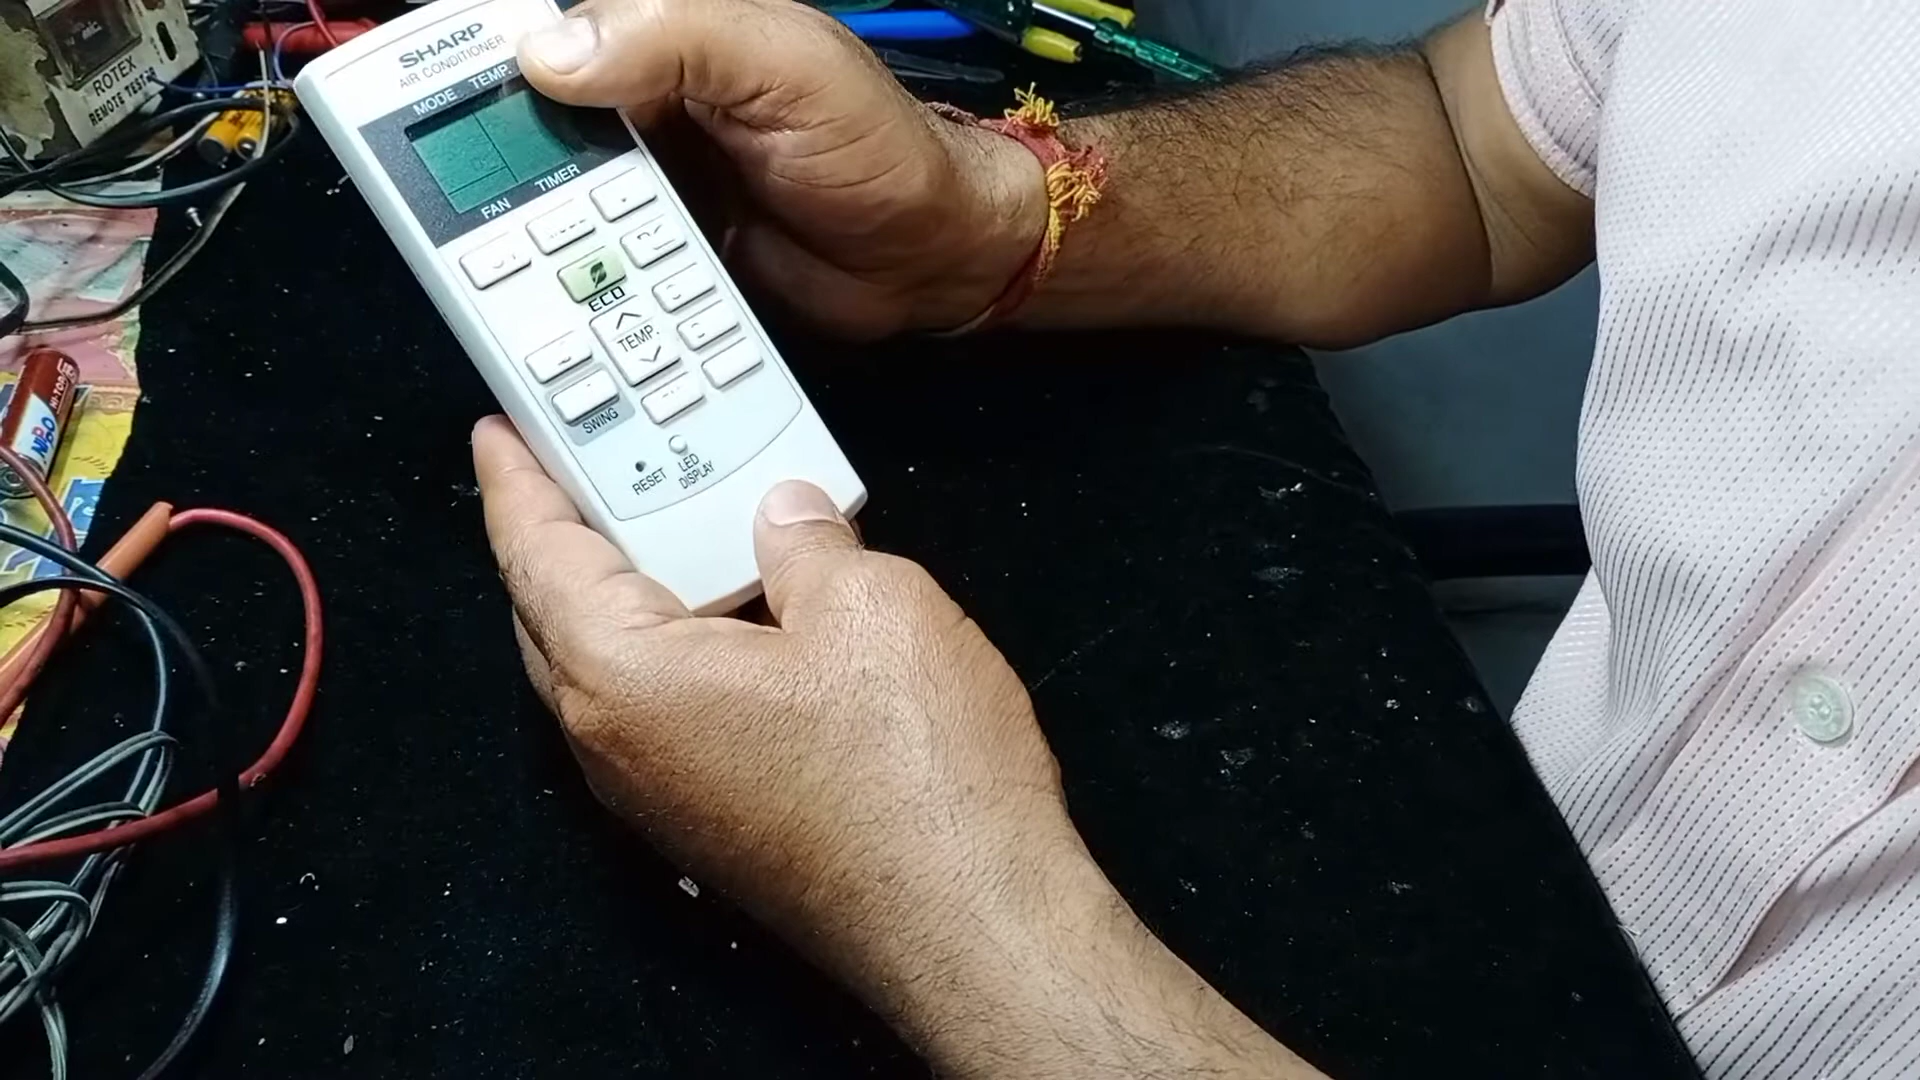 SHARP
AIR CONDITIONER
MODE TEMP.
FAN TIMER
ECO
TEMP.
SWING
RESET
LED
DISPLAY
ROTEX
REMOTE TESTER
NIPPO